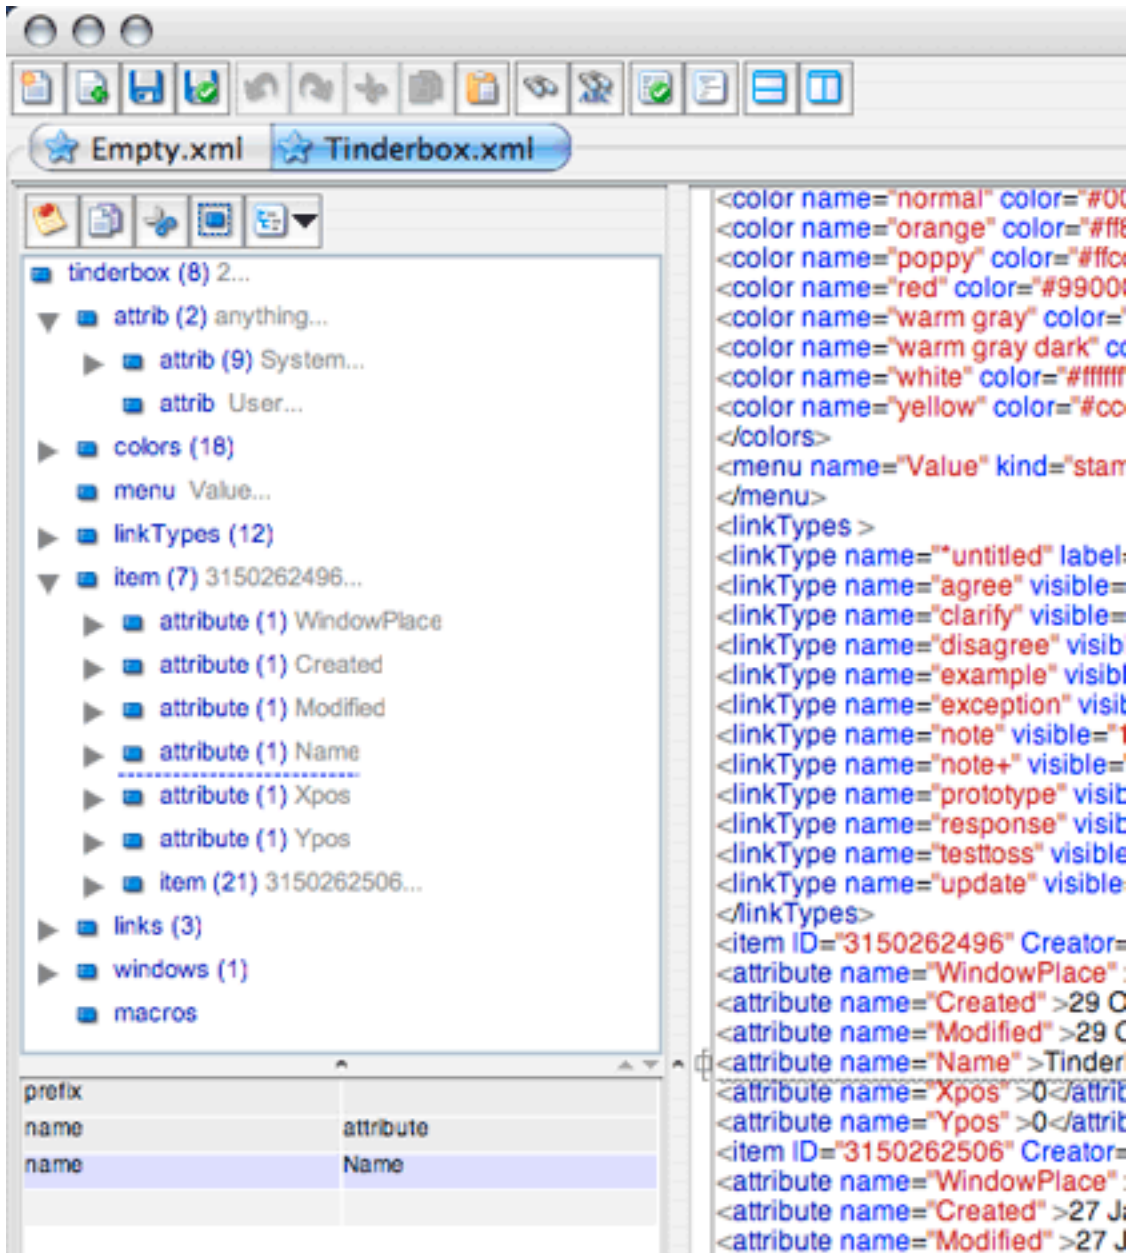 Empty.xml Tinderbox.xml
tinderbox (8) 2...
attrib (2) anything...
attrib (9) System...
attrib User...
colors (18)
menu Value...
linkTypes (12)
item (7) 3150262496...
attribute (1) WindowPlace
attribute (1) Created
attribute (1) Modified
attribute (1) Name
attribute (1) Xpos
attribute (1) Ypos
item (21) 3150262506...
links (3)
windows (1)
macros
prefix
name attribute
name Name
<color name="normal" color="#00
<color name="orange" color="#ff8
<color name="poppy" color="#ffcc
<color name="red" color="#99000
<color name="warm gray" color="
<color name="warm gray dark" co
<color name="white" color="#ffffff"
<color name="yellow" color="#cc
</colors>
<menu name="Value" kind="stam
</menu>
<linkTypes >
<linkType name="*untitled" label=
<linkType name="agree" visible=
<linkType name="clarify" visible=
<linkType name="disagree" visib
<linkType name="example" visibl
<linkType name="exception" visib
<linkType name="note" visible="1
<linkType name="note+" visible="
<linkType name="prototype" visib
<linkType name="response" visib
<linkType name="testtoss" visible
<linkType name="update" visible=
</linkTypes>
<item ID="3150262496" Creator=
<attribute name="WindowPlace" >
<attribute name="Created" >29 O
<attribute name="Modified" >29 O
<attribute name="Name" >Tinder
<attribute name="Xpos" >0</attrib
<attribute name="Ypos" >0</attrib
<item ID="3150262506" Creator=
<attribute name="WindowPlace" >
<attribute name="Created" >27 Ja
<attribute name="Modified" >27 J